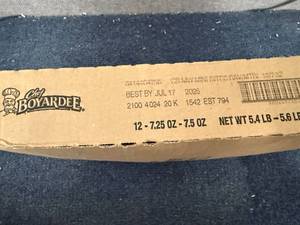 Chef
BOYARDEE
BEST BY JUL 17 2026
2100 4024 20 K 1542 EST 794
12 - 7.25 OZ - 7.5 OZ NET WT 5.4 LB - 5.6 LB